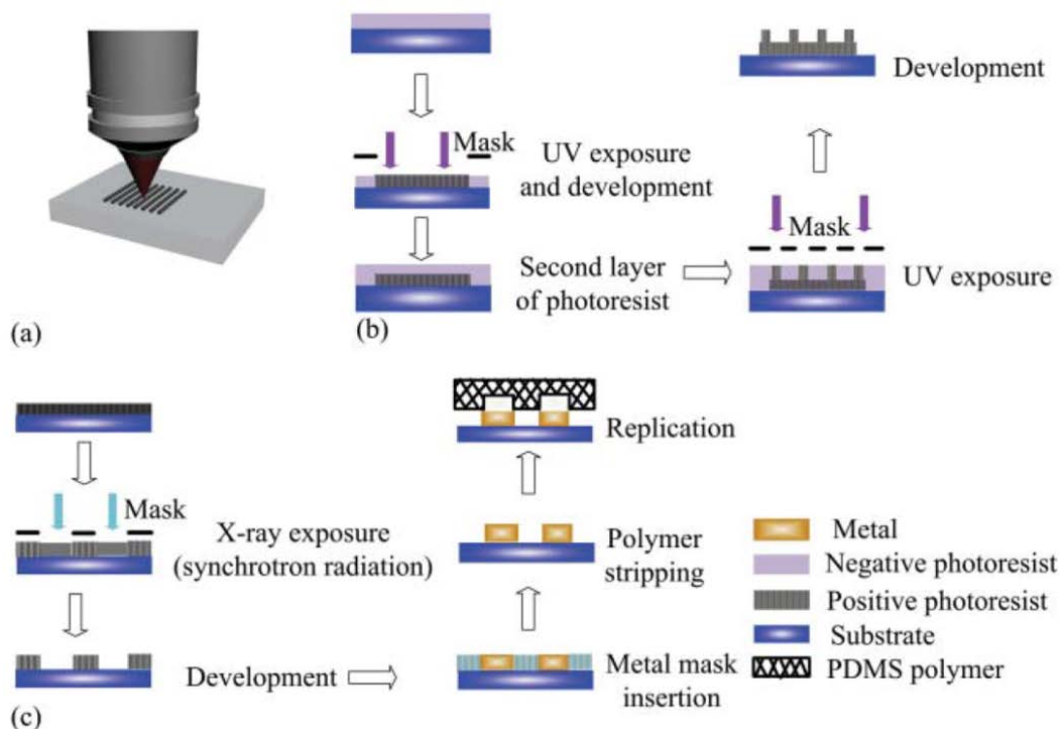 (a)
Mask
UV exposure
and development
Second layer
of photoresist
Mask
UV exposure
Development
(b)
Mask
X-ray exposure
(synchrotron radiation)
Development
Metal mask
insertion
Polymer
stripping
Replication
Metal
Negative photoresist
Positive photoresist
Substrate
PDMS polymer
(c)